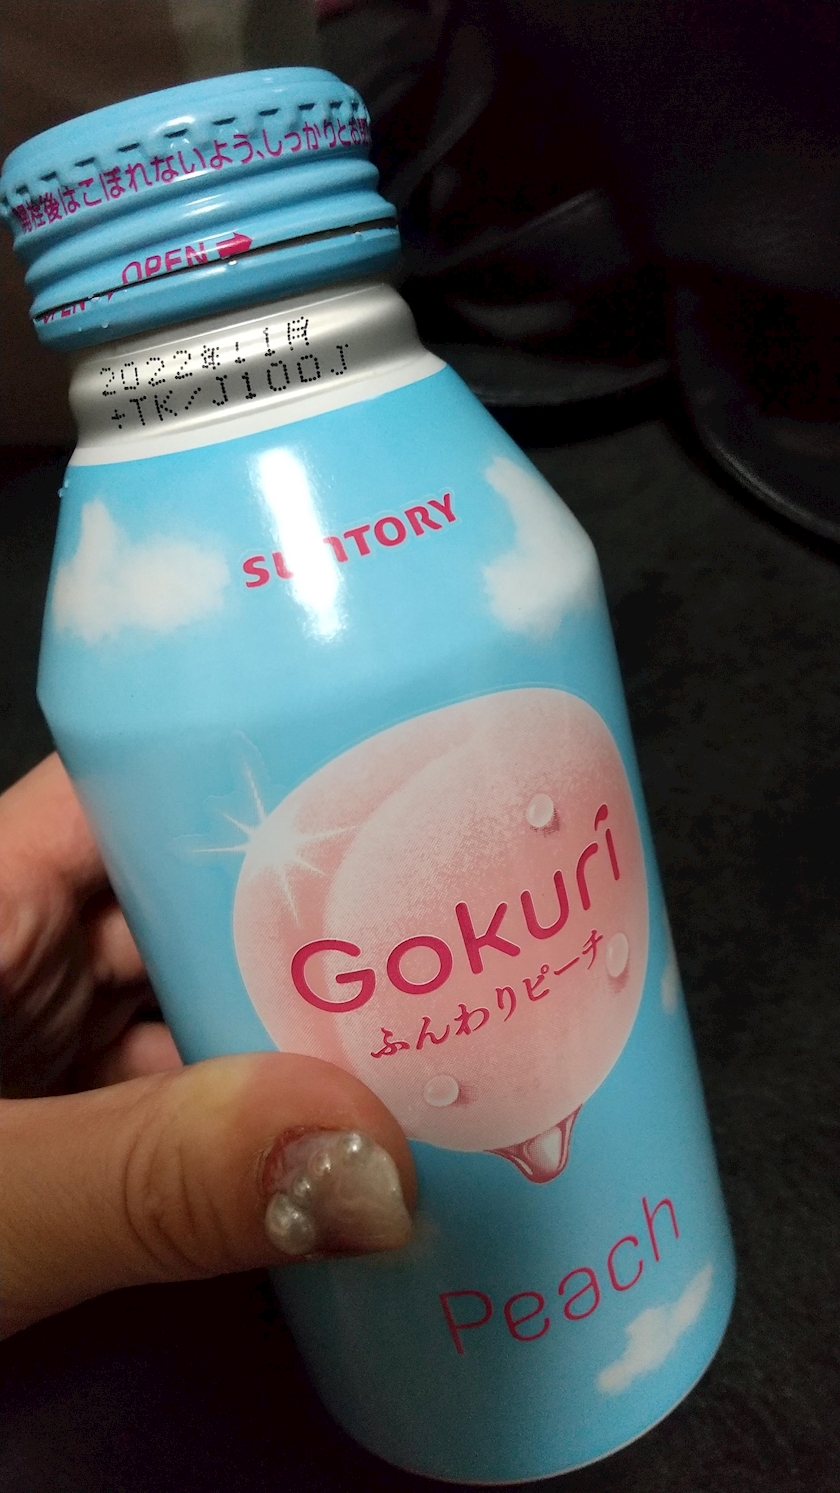 開栓後はこぼれないよう、しっかりとお
OPEN
2022年11月
+TK/J10DJ
SUNTORY
Gokuri
ふんわりピーチ
Peach